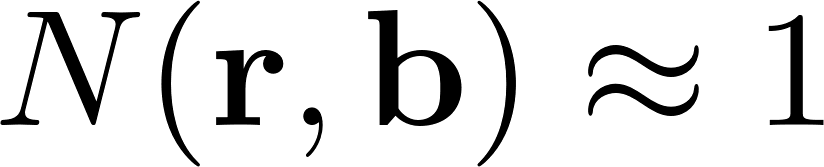 N(𝐫, 𝐛) ≈ 1